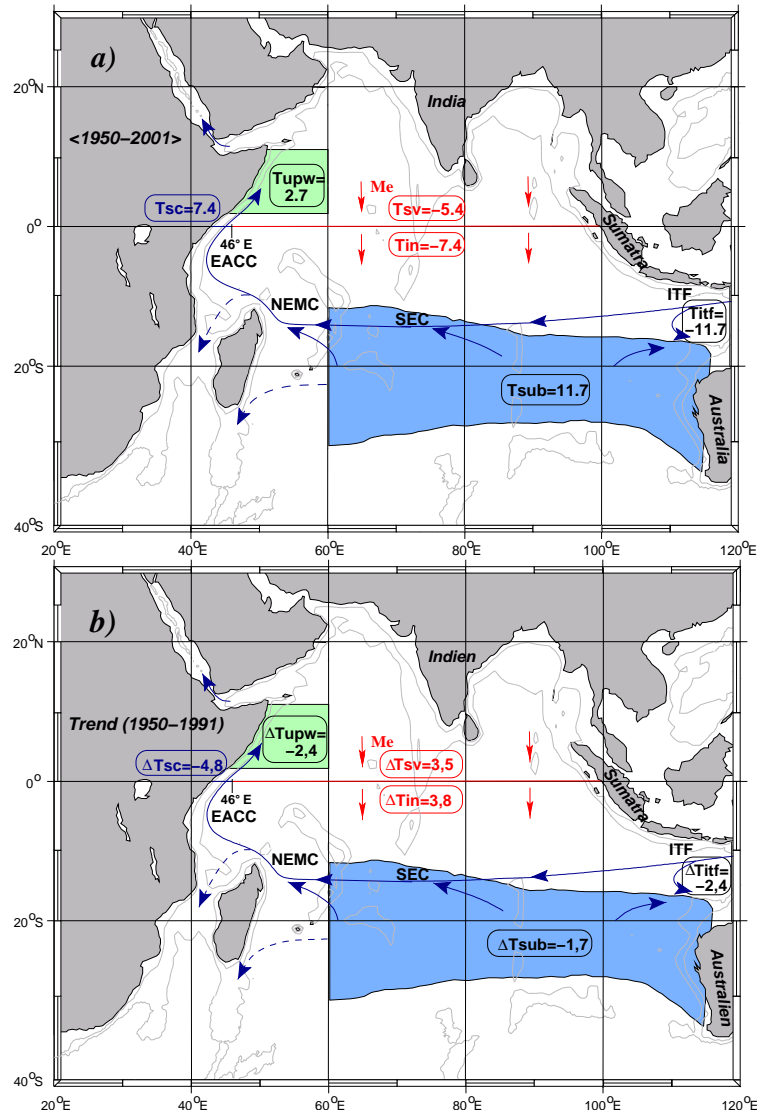 a)
20°N
India
<1950−2001>
Tupw=
2.7
Me
Tsc=7.4
Tsv=−5.4
0°
Tin=−7.4
46° E
EACC
Sumatra
ITF
NEMC
Titf=
−11.7
SEC
20°S
Tsub=11.7
Australia
40°S
20°E
40°E
60°E
80°E
100°E
120°E
b)
20°N
Indien
Trend (1950−1991)
ΔTupw=
−2,4
Me
ΔTsc=−4,8
ΔTsv=3,5
0°
ΔTin=3,8
46° E
EACC
Sumatra
ITF
NEMC
ΔTitf=
−2,4
SEC
20°S
ΔTsub=−1,7
Australien
40°S
20°E
40°E
60°E
80°E
100°E
120°E